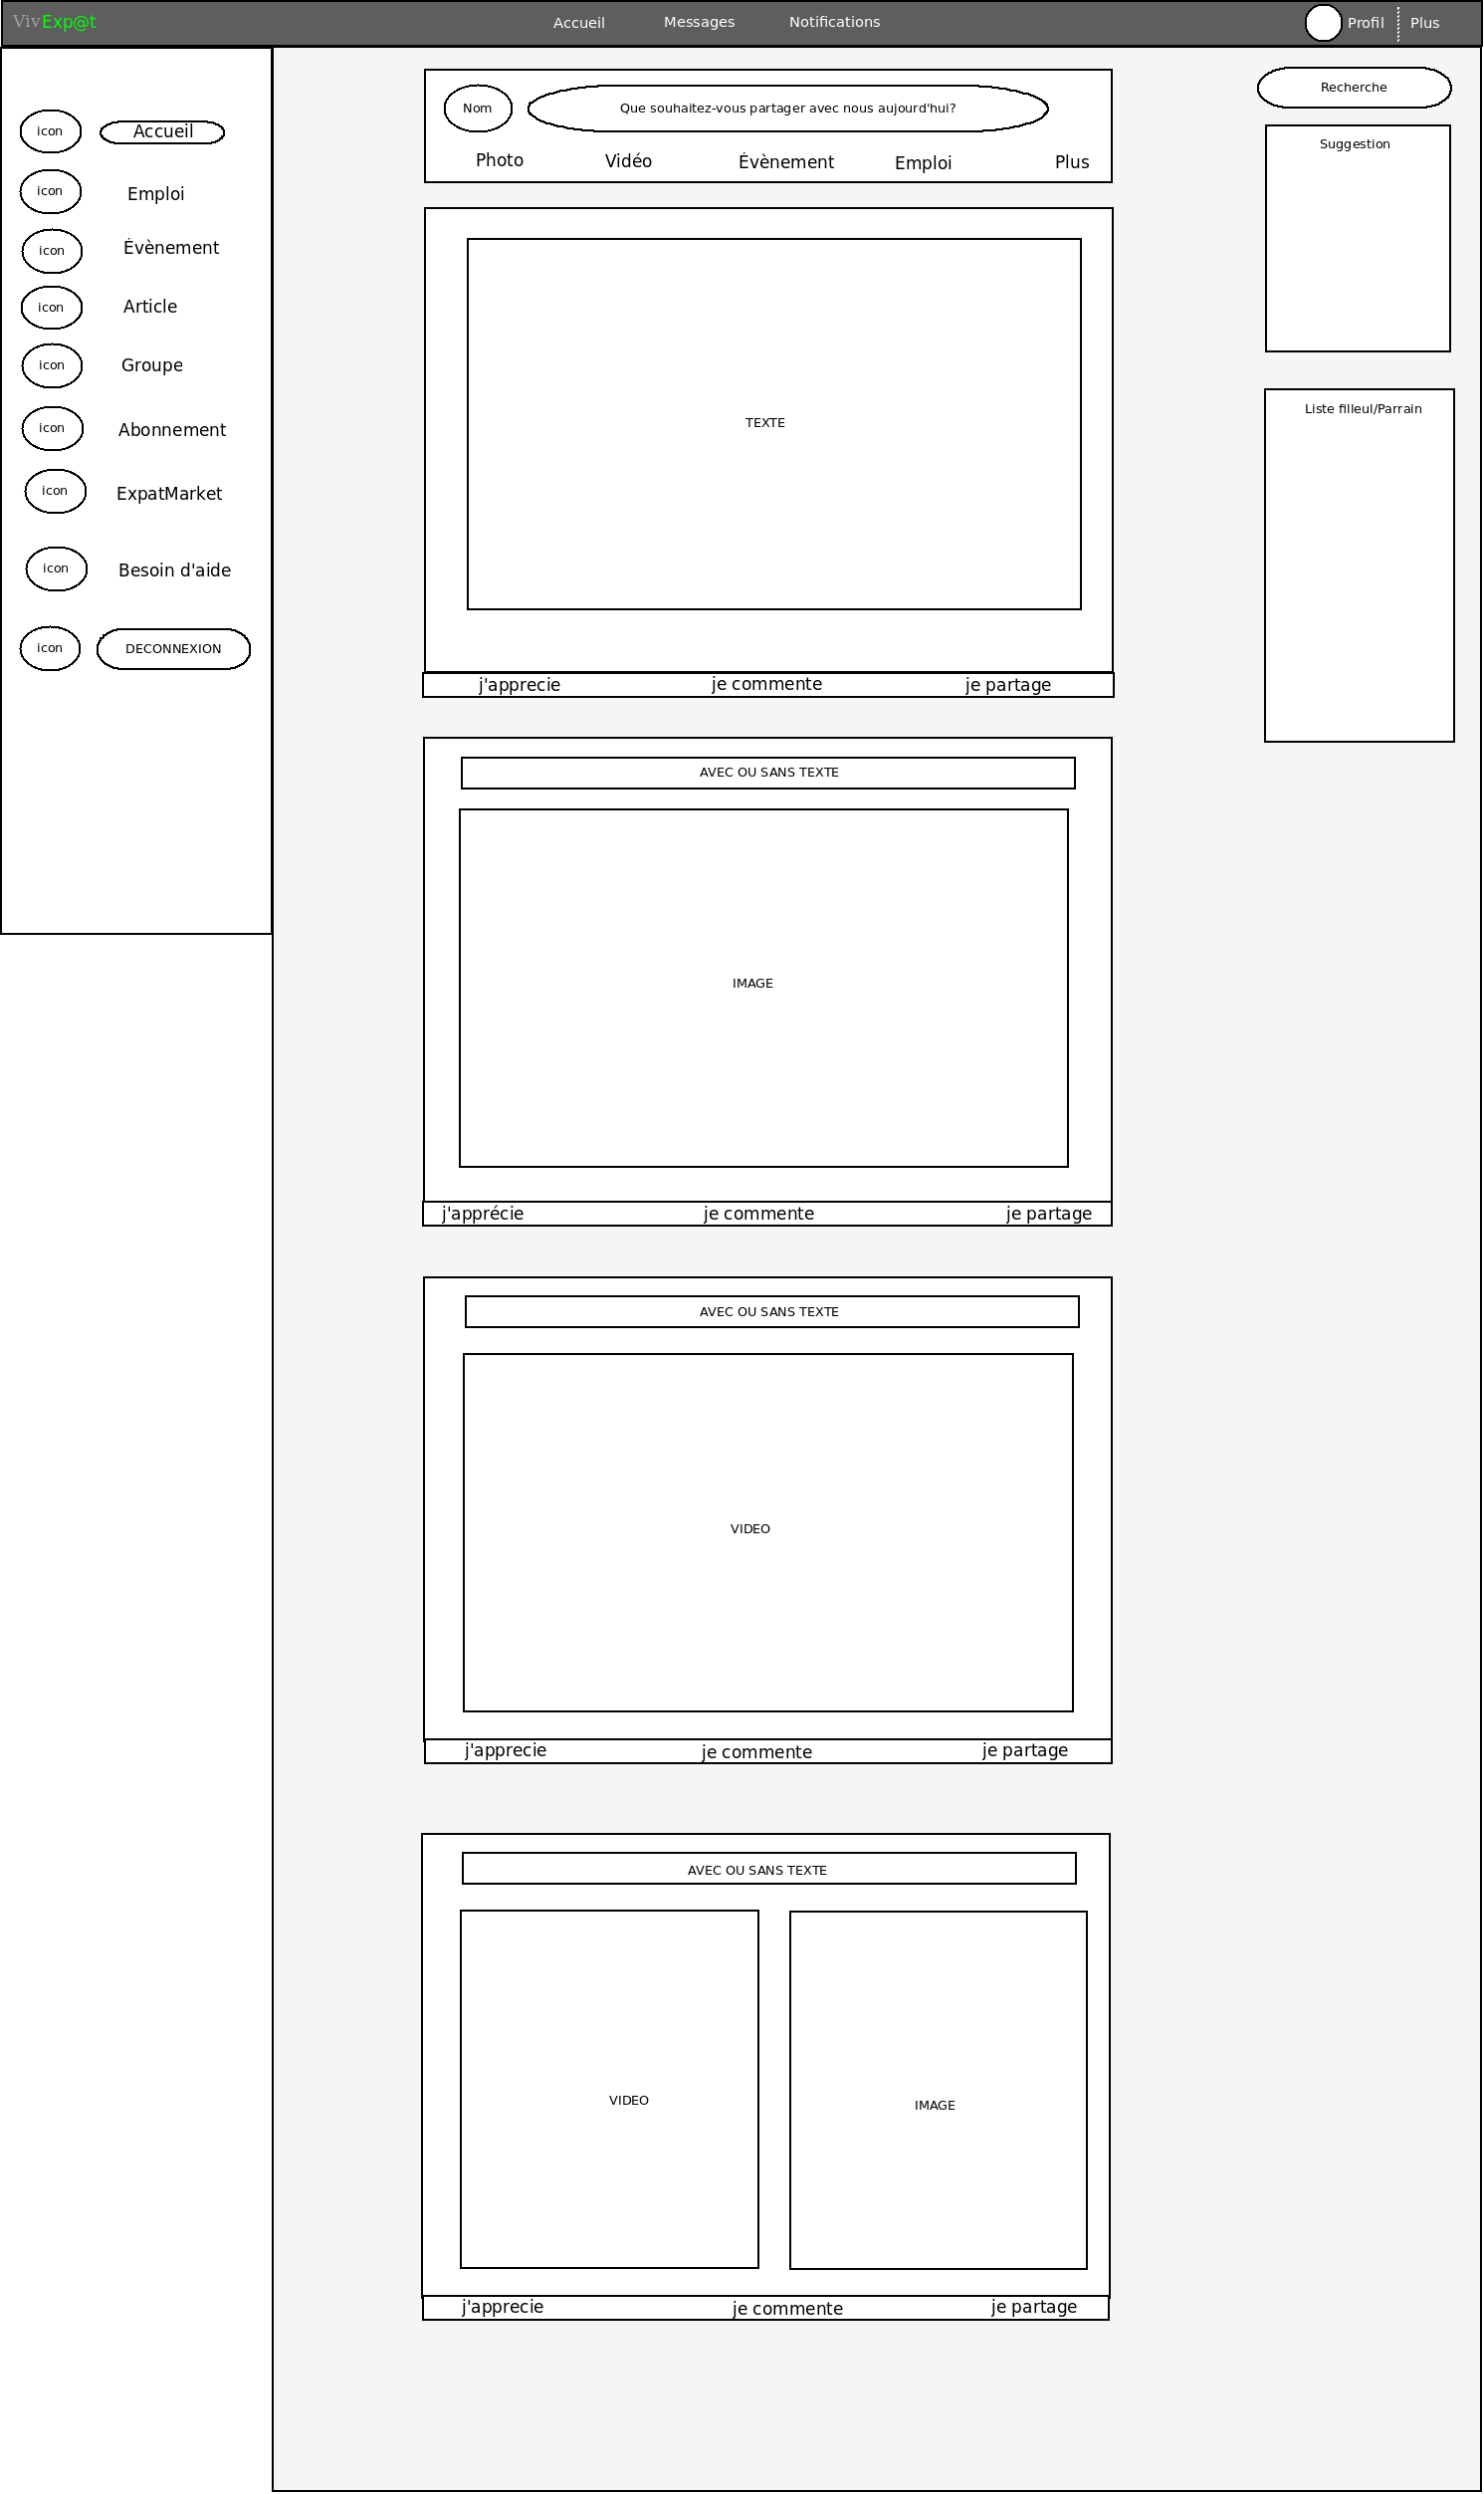 VivExp@t
Accueil
Messages
Notifications
Profil
Plus
icon
Accueil
icon
Emploi
icon
Évènement
icon
Article
icon
Groupe
icon
Abonnement
icon
ExpatMarket
icon
Besoin d'aide
icon
DECONNEXION
Nom
Que souhaitez-vous partager avec nous aujourd'hui?
Photo
Vidéo
Évènement
Emploi
Plus
TEXTE
j'apprecie
je commente
je partage
AVEC OU SANS TEXTE
IMAGE
j'apprécie
je commente
je partage
AVEC OU SANS TEXTE
VIDEO
j'apprecie
je commente
je partage
AVEC OU SANS TEXTE
VIDEO
IMAGE
j'apprecie
je commente
je partage
Recherche
Suggestion
Liste filleul/Parrain